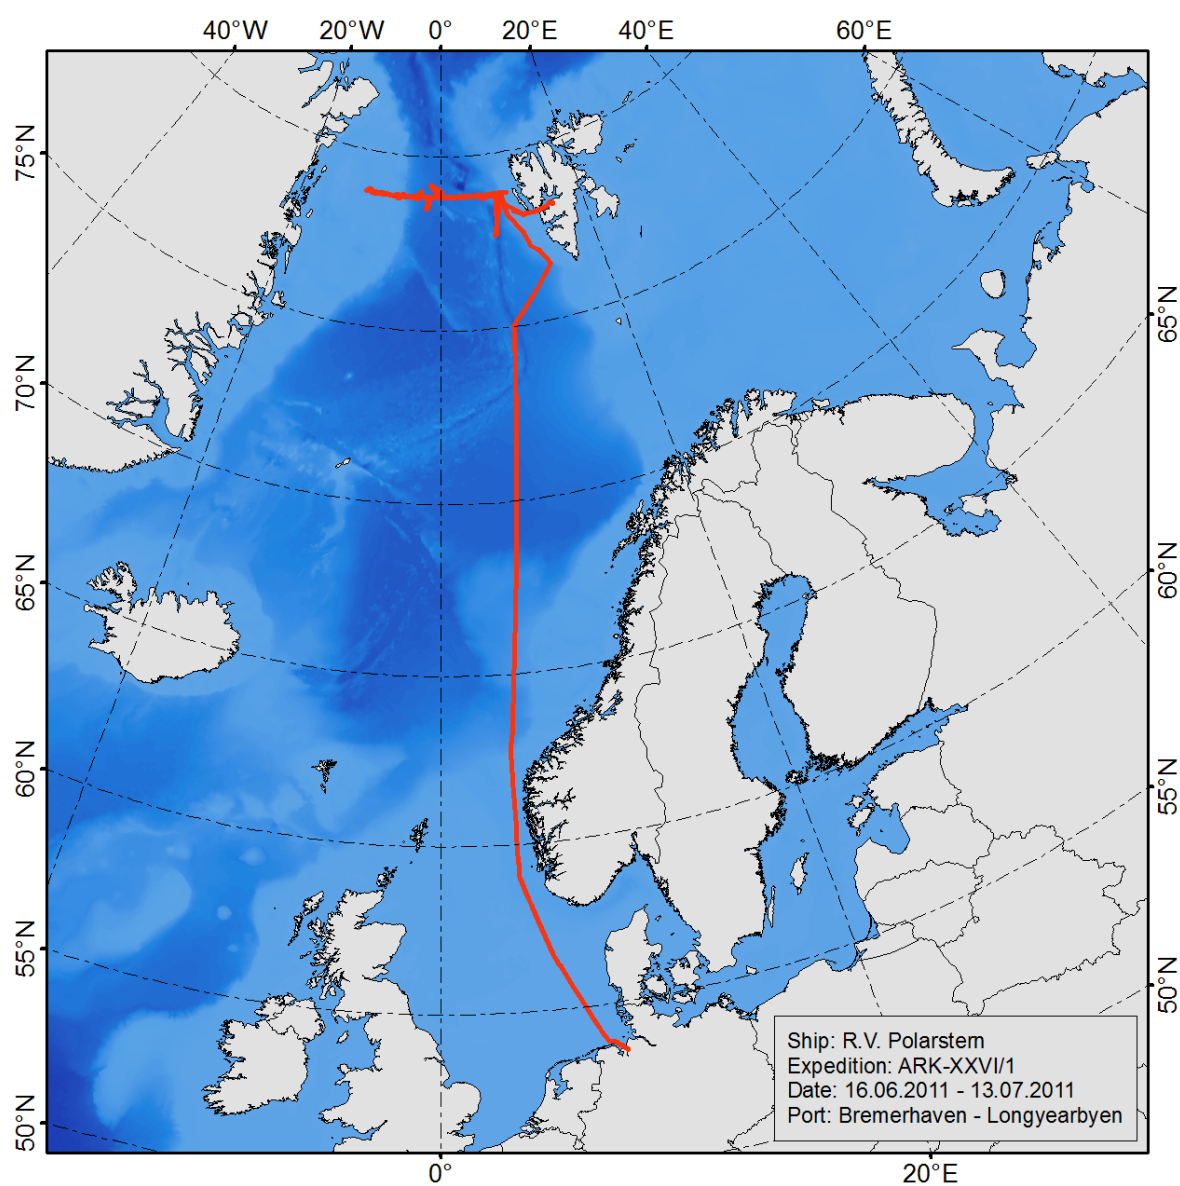 40°W 20°W 0° 20°E 40°E 60°E
75°N
70°N
65°N
60°N
55°N
50°N
65°N
60°N
55°N
50°N
Ship: R.V. Polarstern
Expedition: ARK-XXVI/1
Date: 16.06.2011 - 13.07.2011
Port: Bremerhaven - Longyearbyen
0° 20°E